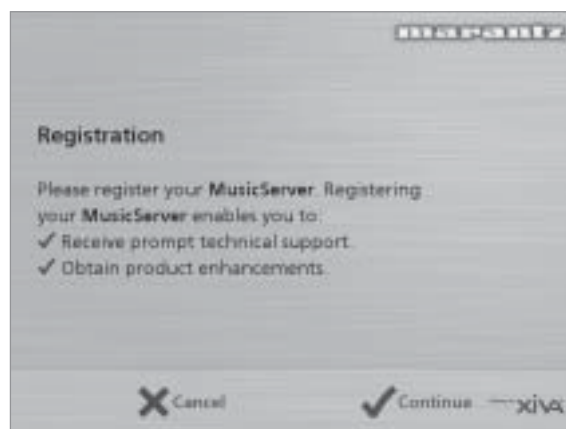 marantz
Registration
Please register your MusicServer. Registering
your MusicServer enables you to:
✓ Receive prompt technical support.
✓ Obtain product enhancements.
Cancel
Continue
xiva